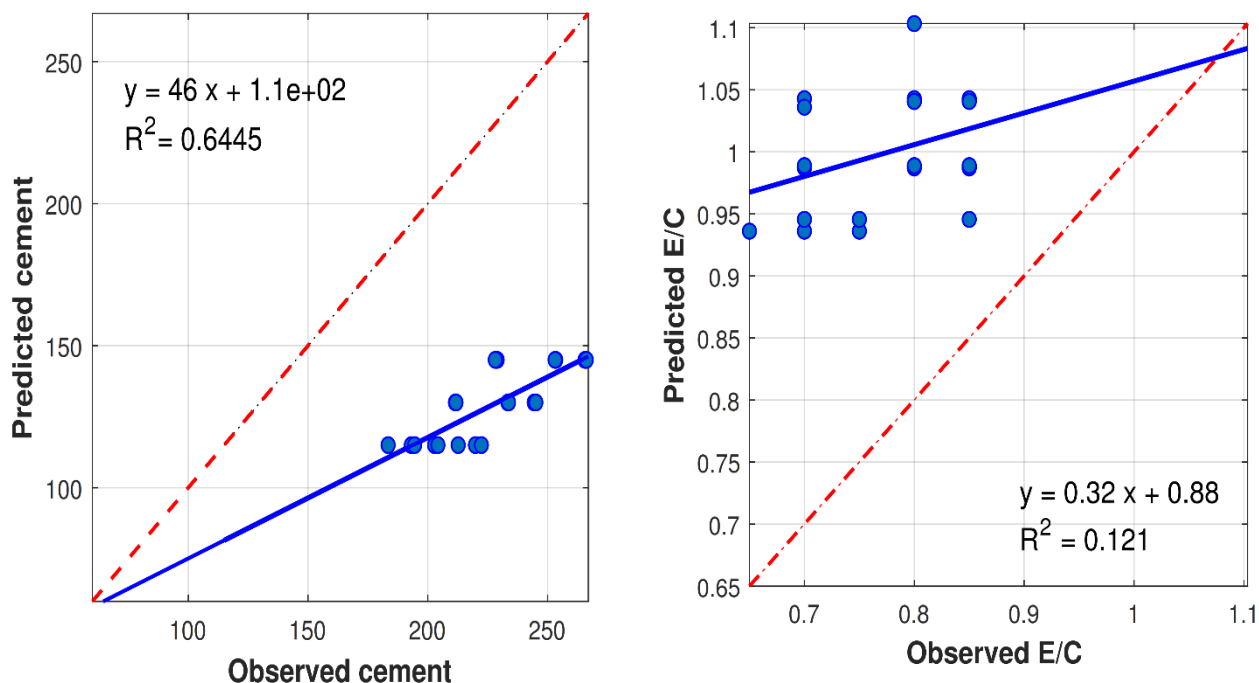 250
200
150
100
100
150
200
250
y = 46 x + 1.1e+02
R² = 0.6445
Predicted cement
Observed cement
1.1
1.05
1
0.95
0.9
0.85
0.8
0.75
0.7
0.65
0.7
0.8
0.9
1
1.1
y = 0.32 x + 0.88
R² = 0.121
Predicted E/C
Observed E/C